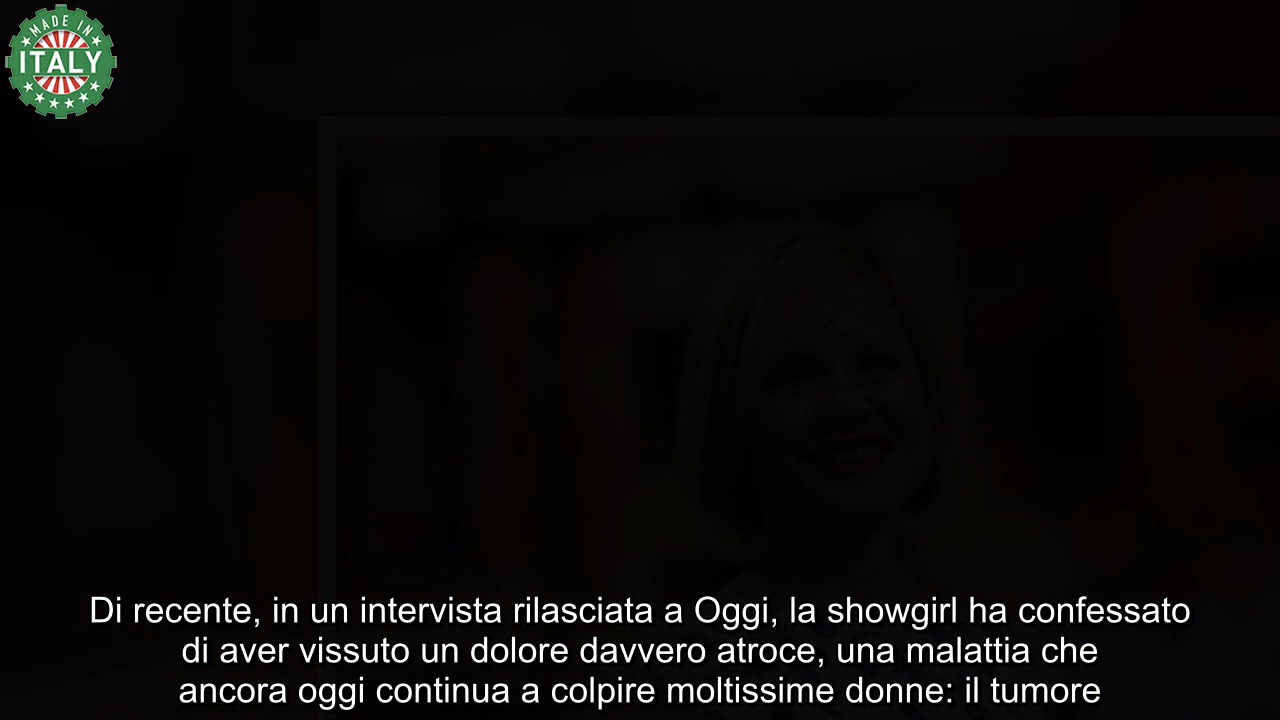 MADE IN
ITALY
Di recente, in un intervista rilasciata a Oggi, la showgirl ha confessato
di aver vissuto un dolore davvero atroce, una malattia che
ancora oggi continua a colpire moltissime donne: il tumore